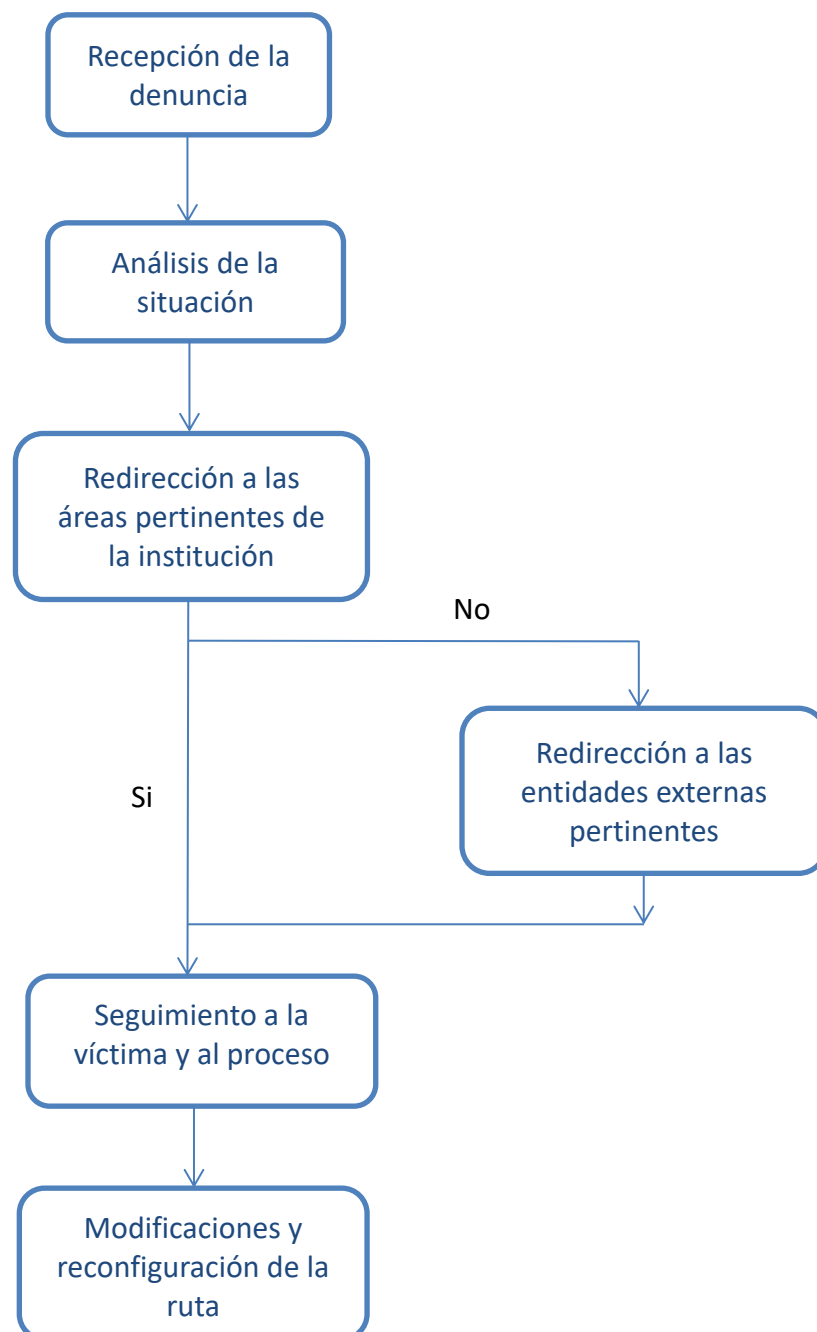 Recepción de la
denuncia
Análisis de la
situación
Redirección a las
áreas pertinentes de
la institución
No
Redirección a las
entidades externas
pertinentes
Si
Seguimiento a la
víctima y al proceso
Modificaciones y
reconfiguración de la
ruta